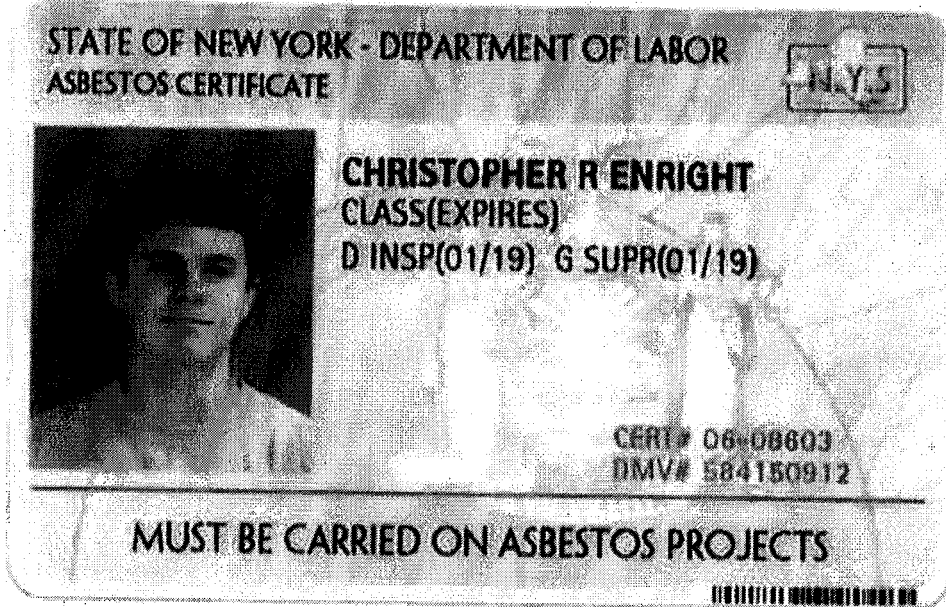 STATE OF NEW YORK - DEPARTMENT OF LABOR
ASBESTOS CERTIFICATE
N.Y.S
CHRISTOPHER R ENRIGHT
CLASS(EXPIRES)
D INSP(01/19) G SUPR(01/19)
CERT# 06-08603
DMV# 584150912
MUST BE CARRIED ON ASBESTOS PROJECTS